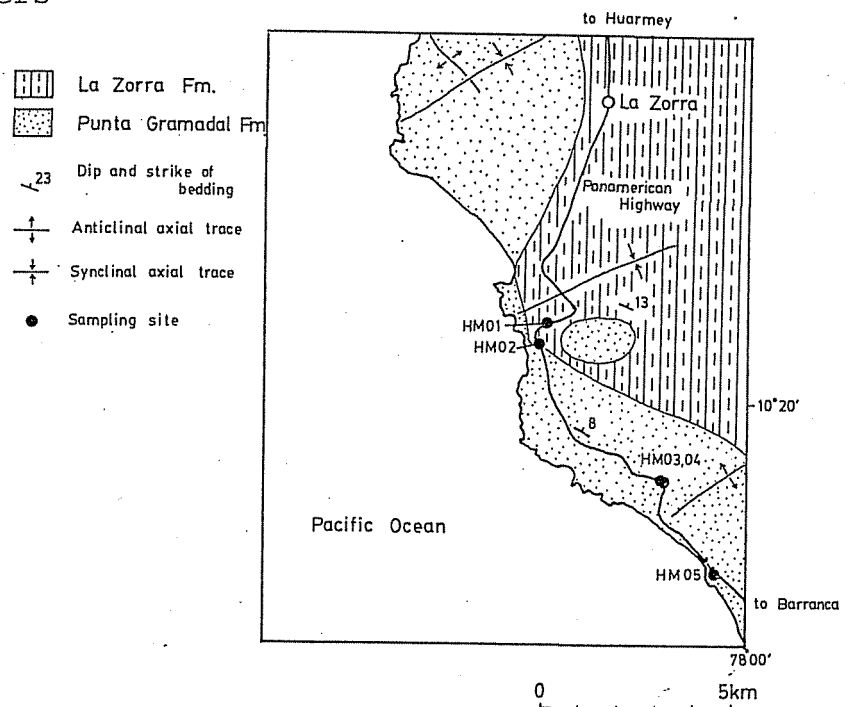 to Huarmey
La Zorra Fm.
Punta Gramadal Fm
23
Dip and strike of
bedding
Anticlinal axial trace
Synclinal axial trace
Sampling site
La Zorra
Panamerican
Highway
13
HM01
HM02
10°20'
8
HM03,04
Pacific Ocean
HM05
to Barranca
78 00'
0
5km